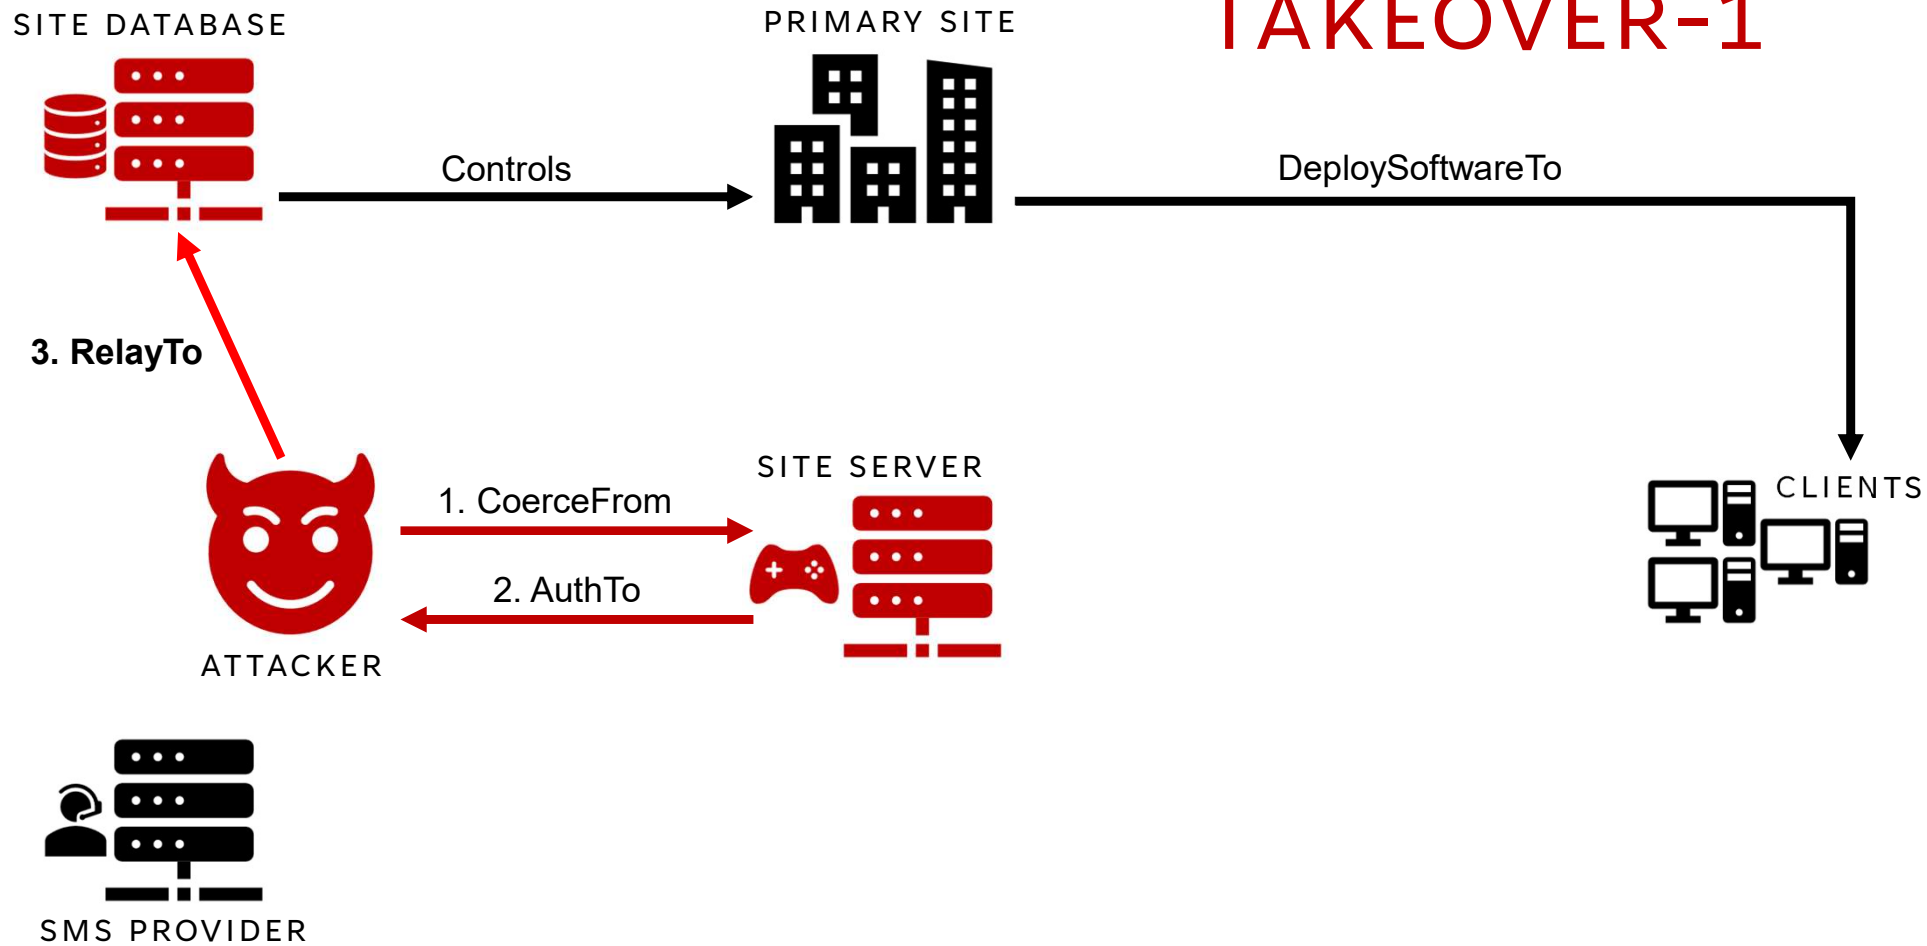 TAKEOVER-1
SITE DATABASE
PRIMARY SITE
Controls
DeploySoftwareTo
3. RelayTo
SITE SERVER
1. CoerceFrom
CLIENTS
2. AuthTo
ATTACKER
SMS PROVIDER